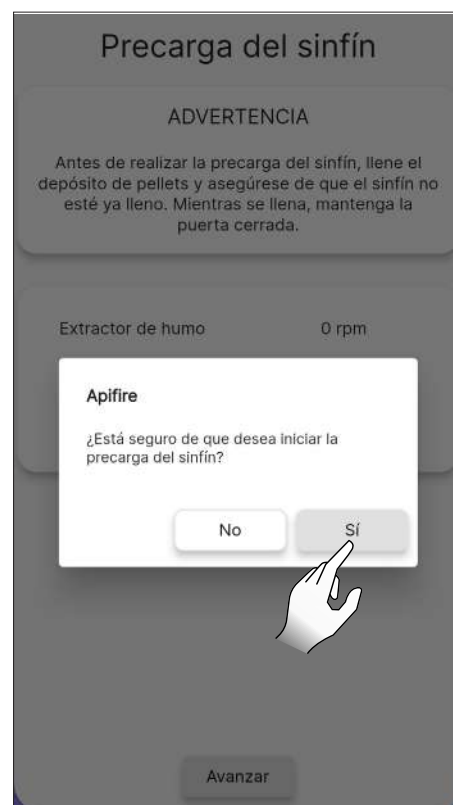 Precarga del sinfín
ADVERTENCIA
Antes de realizar la precarga del sinfín, llene el
depósito de pellets y asegúrese de que el sinfín no
esté ya lleno. Mientras se llena, mantenga la
puerta cerrada.
Extractor de humo 0 rpm
Apifire
¿Está seguro de que desea iniciar la
precarga del sinfín?
No Sí
Avanzar